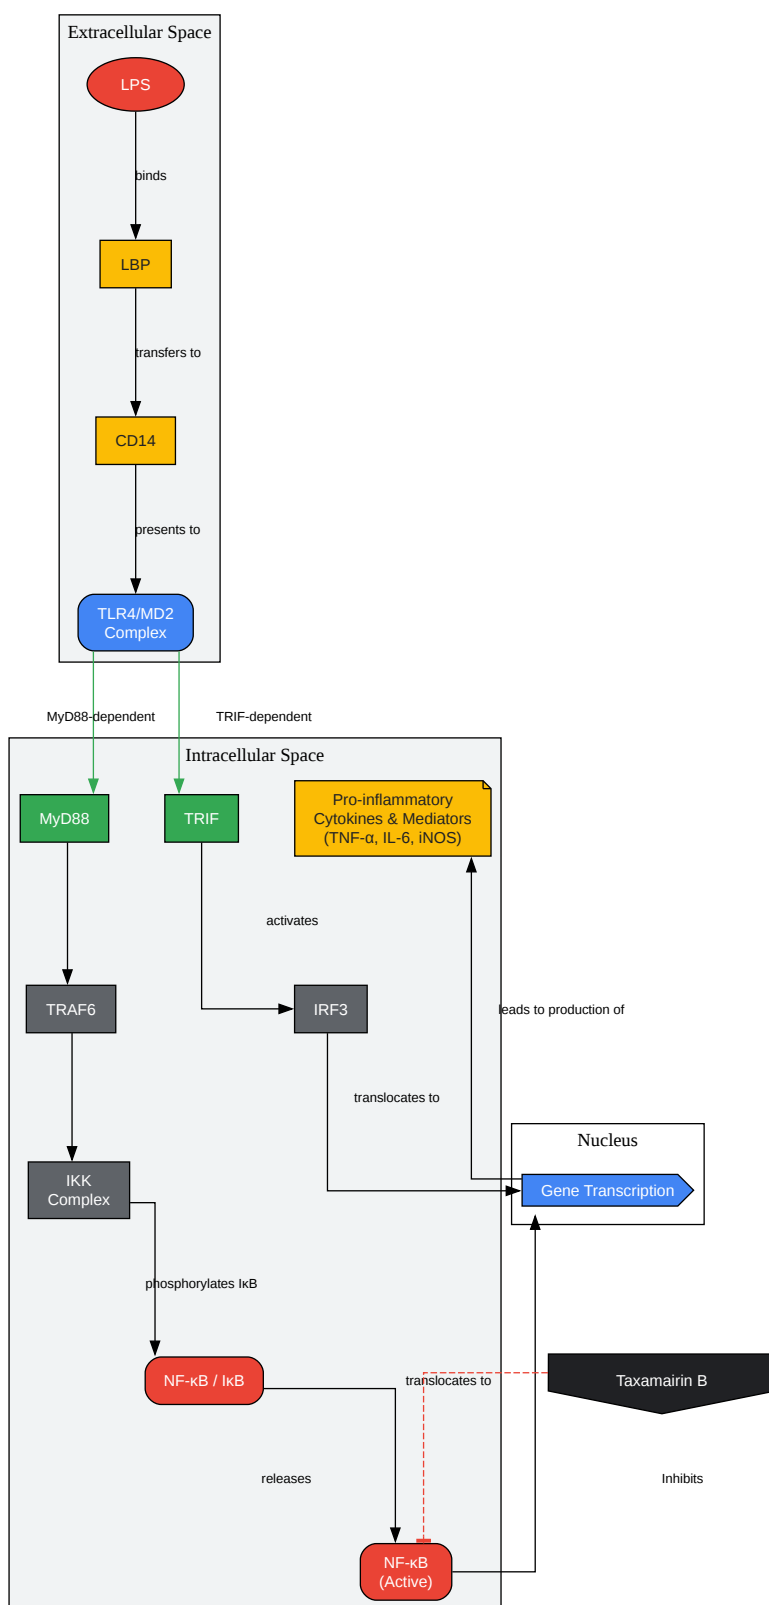 Extracellular Space
LPS
binds
LBP
transfers to
CD14
presents to
TLR4/MD2
Complex
MyD88-dependent
TRIF-dependent
Intracellular Space
MyD88
TRIF
Pro-inflammatory
Cytokines & Mediators
(TNF-α, IL-6, iNOS)
activates
TRAF6
IRF3
leads to production of
translocates to
Nucleus
IKK
Complex
Gene Transcription
phosphorylates IκB
NF-κB / IκB
translocates to
Taxamairin B
releases
Inhibits
NF-κB
(Active)